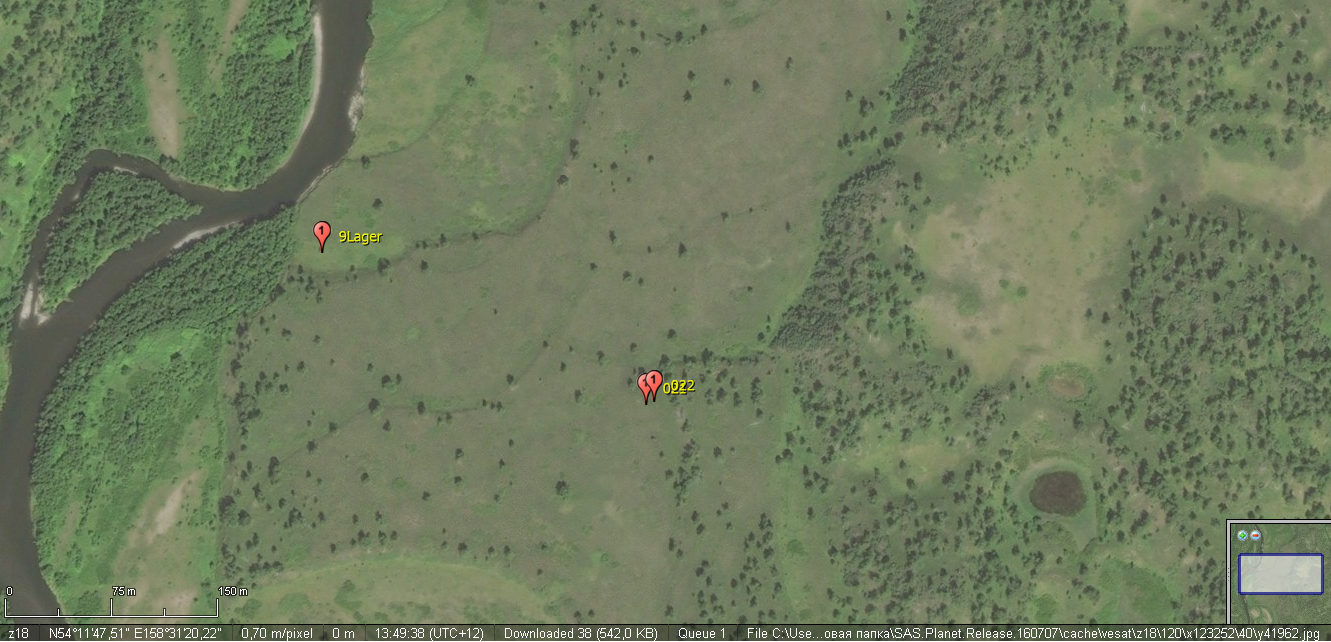 9Lager
022
0 75 m 150 m
z18 N54°11'47,51" E158°31'20,22" 0,70 m/pixel 0 m 13:49:38 (UTC+12) Downloaded 38 (542,0 KB) Queue 1 File C:\Use...овая папка\SAS.Planet.Release.160707\cache\vesat\z18\120\x123252\40\y41962.jpg